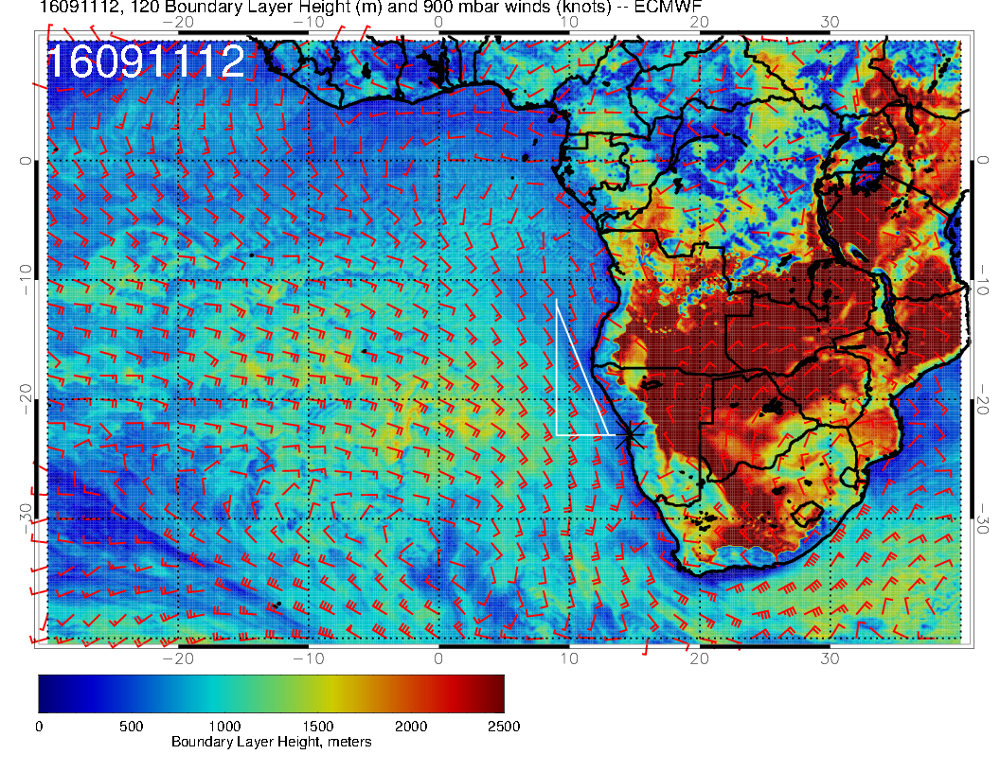 16091112, 120 Boundary Layer Height (m) and 900 mbar winds (knots) -- ECMWF
−20 −10 0 10 20 30
16091112
0 0
−10 −10
−20 −20
−30 −30
−20 −10 0 10 20 30
0 500 1000 1500 2000 2500
Boundary Layer Height, meters